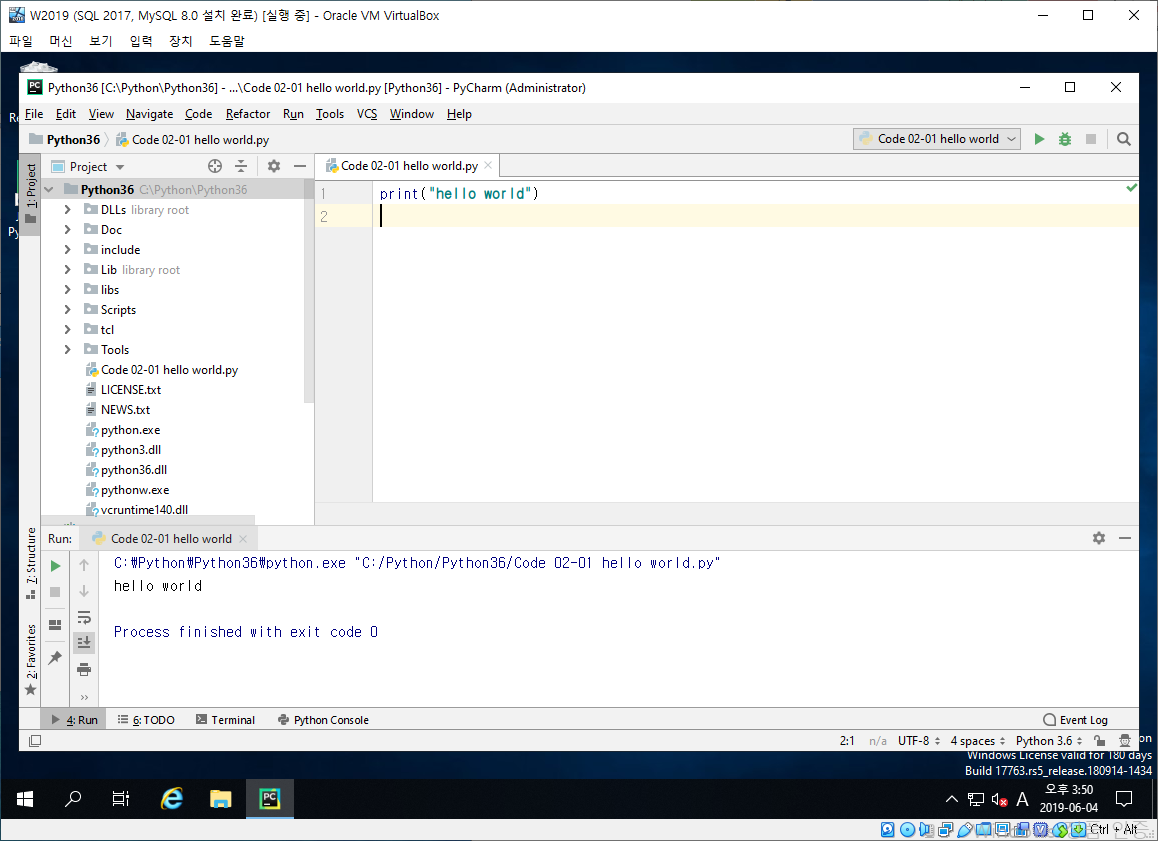 W2019 (SQL 2017, MySQL 8.0 설치 완료) [실행 중] - Oracle VM VirtualBox
파일 머신 보기 입력 장치 도움말
Python36 [C:\Python\Python36] - ...\Code 02-01 hello world.py [Python36] - PyCharm (Administrator)
File Edit View Navigate Code Refactor Run Tools VCS Window Help
Python36 Code 02-01 hello world.py Code 02-01 hello world
1: Project
Project
Code 02-01 hello world.py
Python36 C:\Python\Python36
DLLs library root
Doc
include
Lib library root
libs
Scripts
tcl
Tools
Code 02-01 hello world.py
LICENSE.txt
NEWS.txt
python.exe
python3.dll
python36.dll
pythonw.exe
vcruntime140.dll
1 print("hello world")
2
7: Structure
2: Favorites
Run: Code 02-01 hello world
C:₩Python₩Python36₩python.exe "C:/Python/Python36/Code 02-01 hello world.py"
hello world
Process finished with exit code 0
4: Run 6: TODO Terminal Python Console Event Log
2:1 n/a UTF-8 4 spaces Python 3.6
Windows License valid for 180 days
Build 17763.rs5_release.180914-1434
A
오후 3:50
2019-06-04
Ctrl + Alt